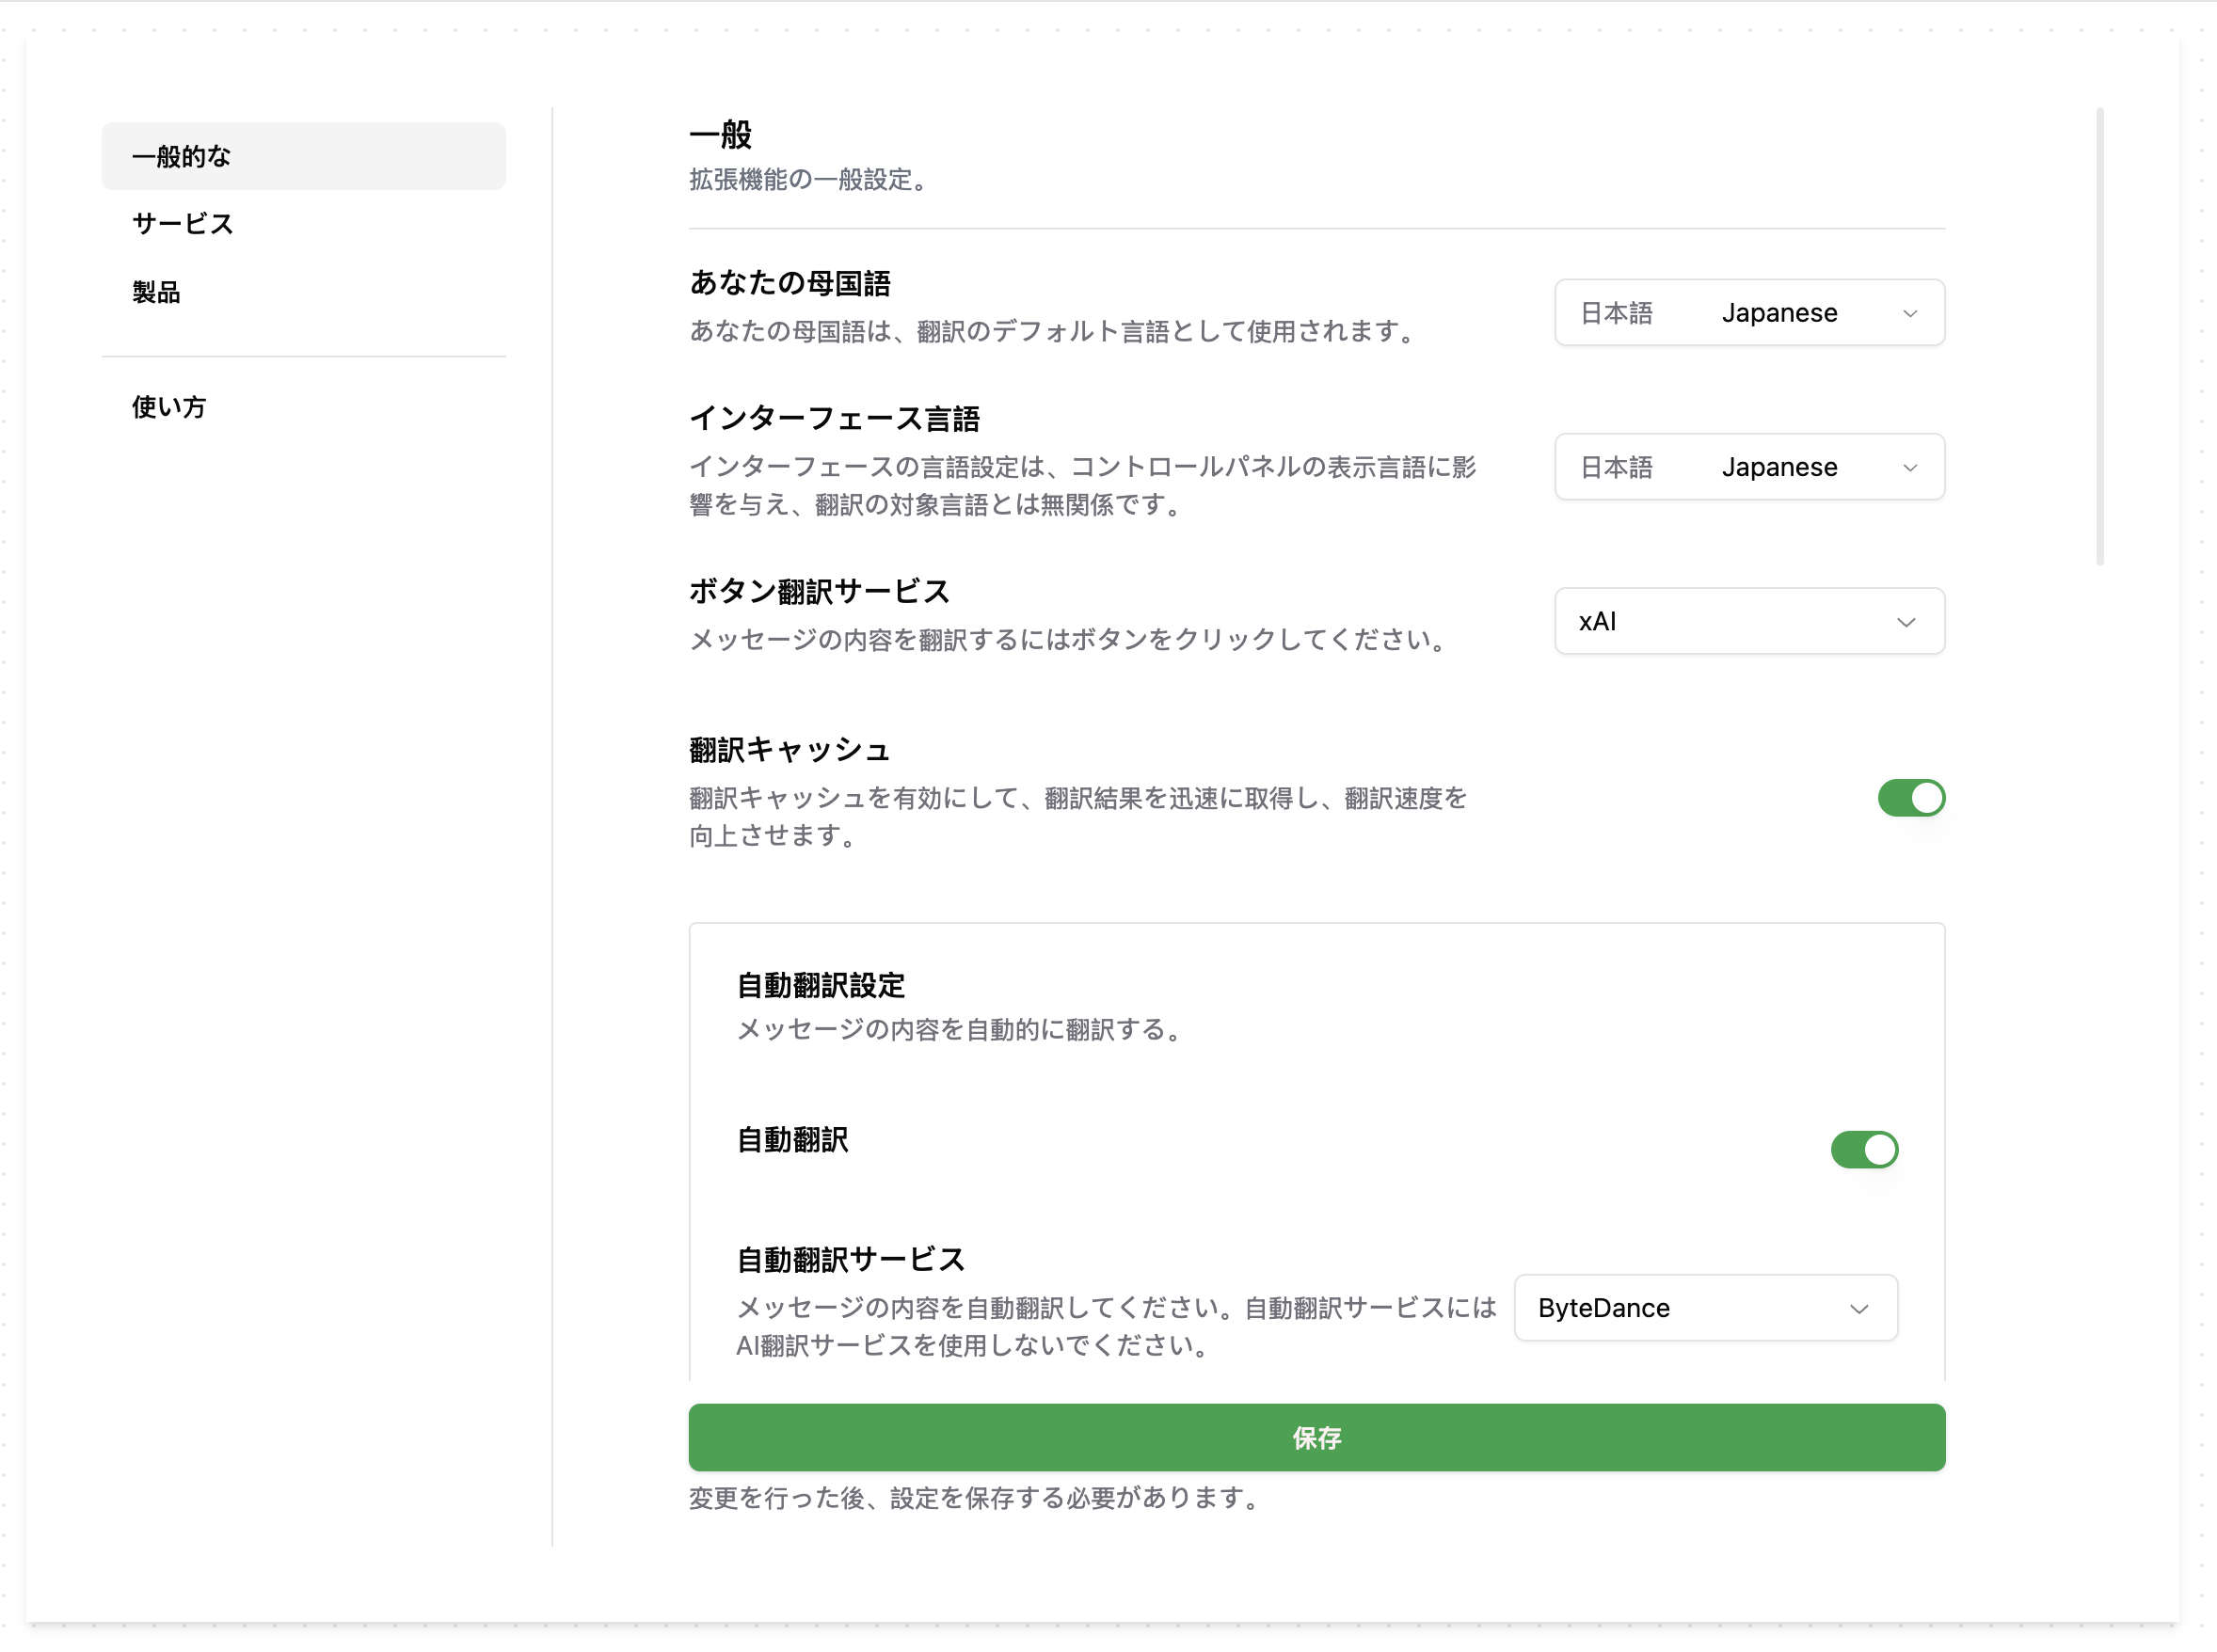 一般的な
サービス
製品
使い方
一般
拡張機能の一般設定。
あなたの母国語
あなたの母国語は、翻訳のデフォルト言語として使用されます。
日本語 Japanese
インターフェース言語
インターフェースの言語設定は、コントロールパネルの表示言語に影
響を与え、翻訳の対象言語とは無関係です。
日本語 Japanese
ボタン翻訳サービス
メッセージの内容を翻訳するにはボタンをクリックしてください。
xAI
翻訳キャッシュ
翻訳キャッシュを有効にして、翻訳結果を迅速に取得し、翻訳速度を
向上させます。
自動翻訳設定
メッセージの内容を自動的に翻訳する。
自動翻訳
自動翻訳サービス
メッセージの内容を自動翻訳してください。自動翻訳サービスには
AI翻訳サービスを使用しないでください。
ByteDance
保存
変更を行った後、設定を保存する必要があります。